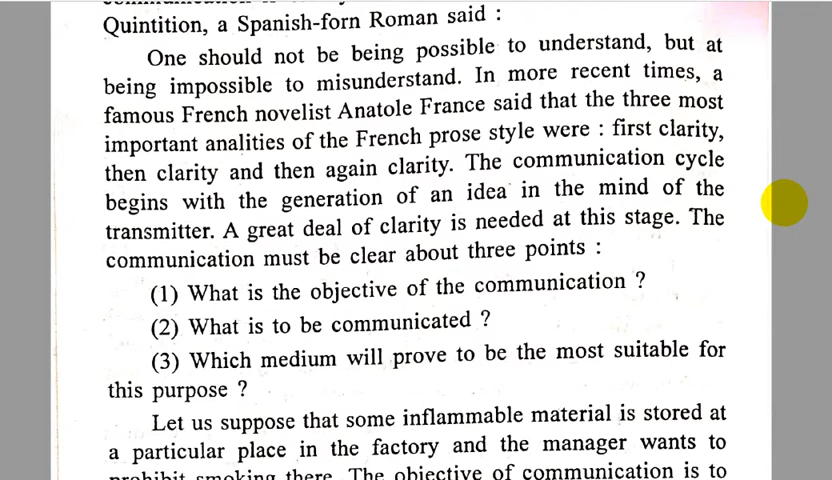 Quintition, a Spanish-forn Roman said :
One should not be being possible to understand, but at
being impossible to misunderstand. In more recent times, a
famous French novelist Anatole France said that the three most
important analities of the French prose style were : first clarity,
then clarity and then again clarity. The communication cycle
begins with the generation of an idea in the mind of the
transmitter. A great deal of clarity is needed at this stage. The
communication must be clear about three points :
(1) What is the objective of the communication ?
(2) What is to be communicated ?
(3) Which medium will prove to be the most suitable for
this purpose ?
Let us suppose that some inflammable material is stored at
a particular place in the factory and the manager wants to
prohibit smoking there. The objective of communication is to